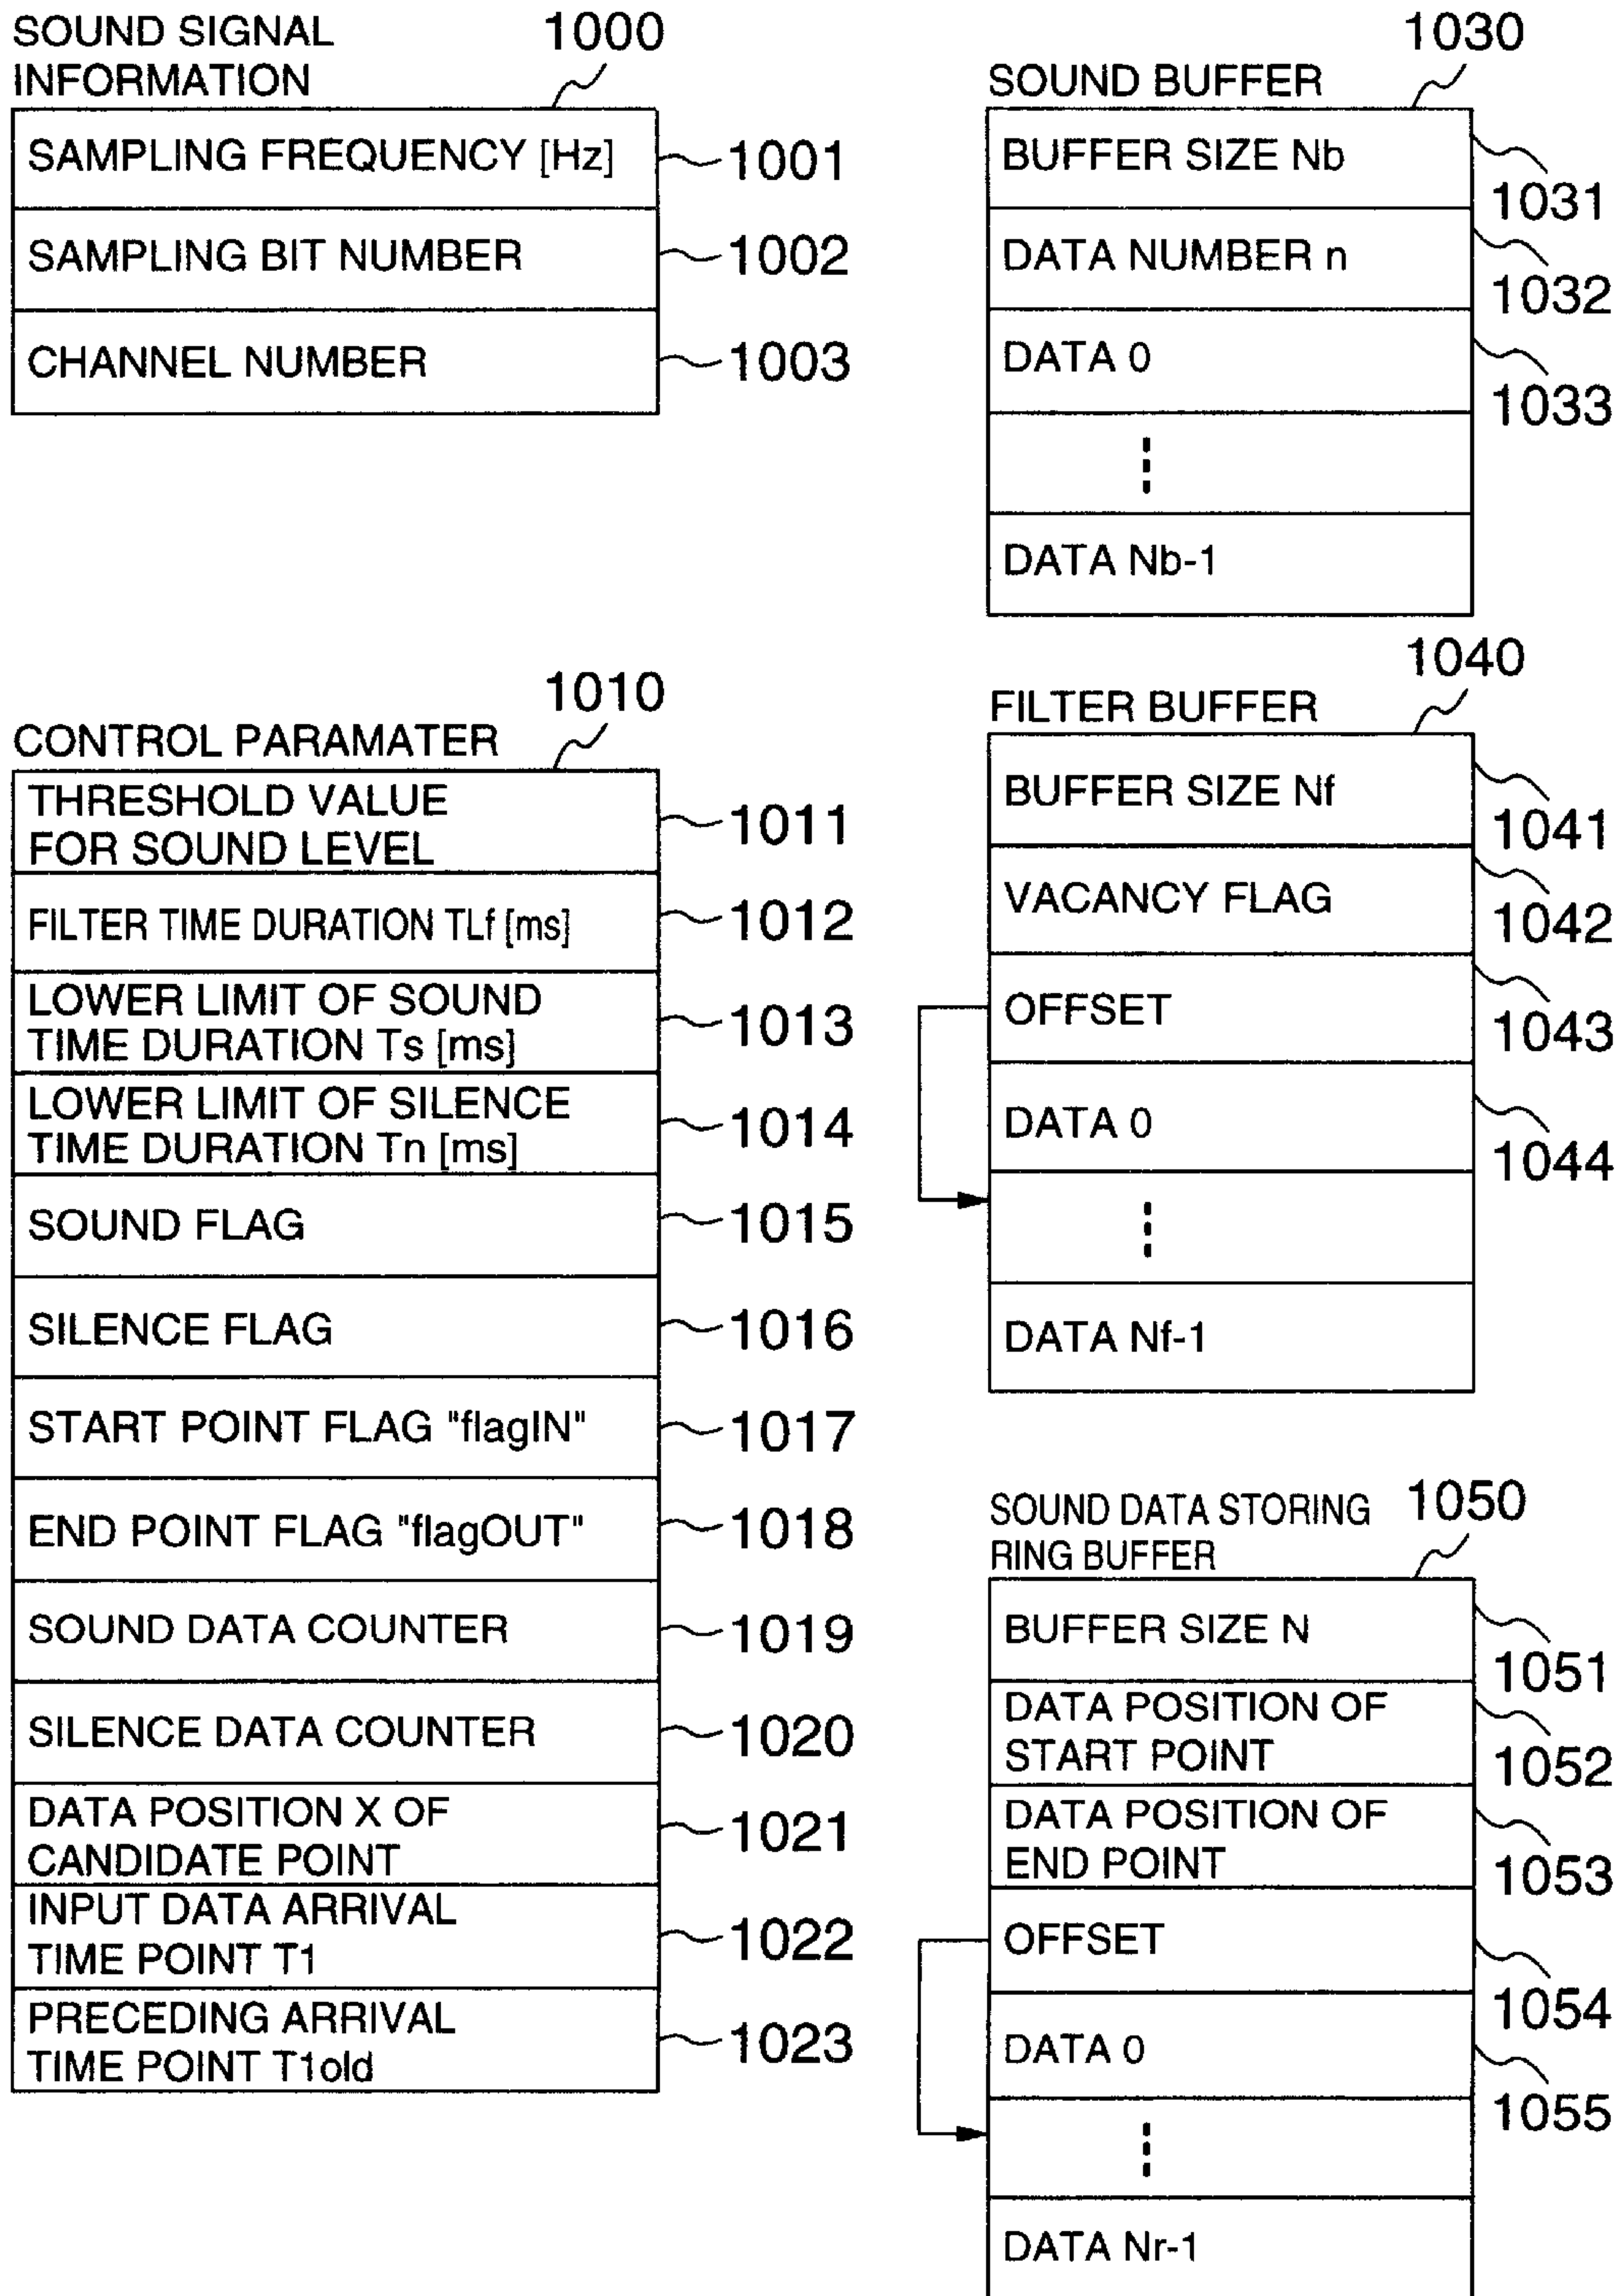 SOUND SIGNAL
INFORMATION
1000
SAMPLING FREQUENCY [Hz]
1001
SAMPLING BIT NUMBER
1002
CHANNEL NUMBER
1003
CONTROL PARAMATER
1010
THRESHOLD VALUE
FOR SOUND LEVEL
1011
FILTER TIME DURATION TLf [ms]
1012
LOWER LIMIT OF SOUND
TIME DURATION Ts [ms]
1013
LOWER LIMIT OF SILENCE
TIME DURATION Tn [ms]
1014
SOUND FLAG
1015
SILENCE FLAG
1016
START POINT FLAG "flagIN"
1017
END POINT FLAG "flagOUT"
1018
SOUND DATA COUNTER
1019
SILENCE DATA COUNTER
1020
DATA POSITION X OF
CANDIDATE POINT
1021
INPUT DATA ARRIVAL
TIME POINT T1
1022
PRECEDING ARRIVAL
TIME POINT T1old
1023
SOUND BUFFER
1030
BUFFER SIZE Nb
1031
DATA NUMBER n
1032
DATA 0
1033
DATA Nb-1
FILTER BUFFER
1040
BUFFER SIZE Nf
1041
VACANCY FLAG
1042
OFFSET
1043
DATA 0
1044
DATA Nf-1
SOUND DATA STORING
RING BUFFER
1050
BUFFER SIZE N
1051
DATA POSITION OF
START POINT
1052
DATA POSITION OF
END POINT
1053
OFFSET
1054
DATA 0
1055
DATA Nr-1